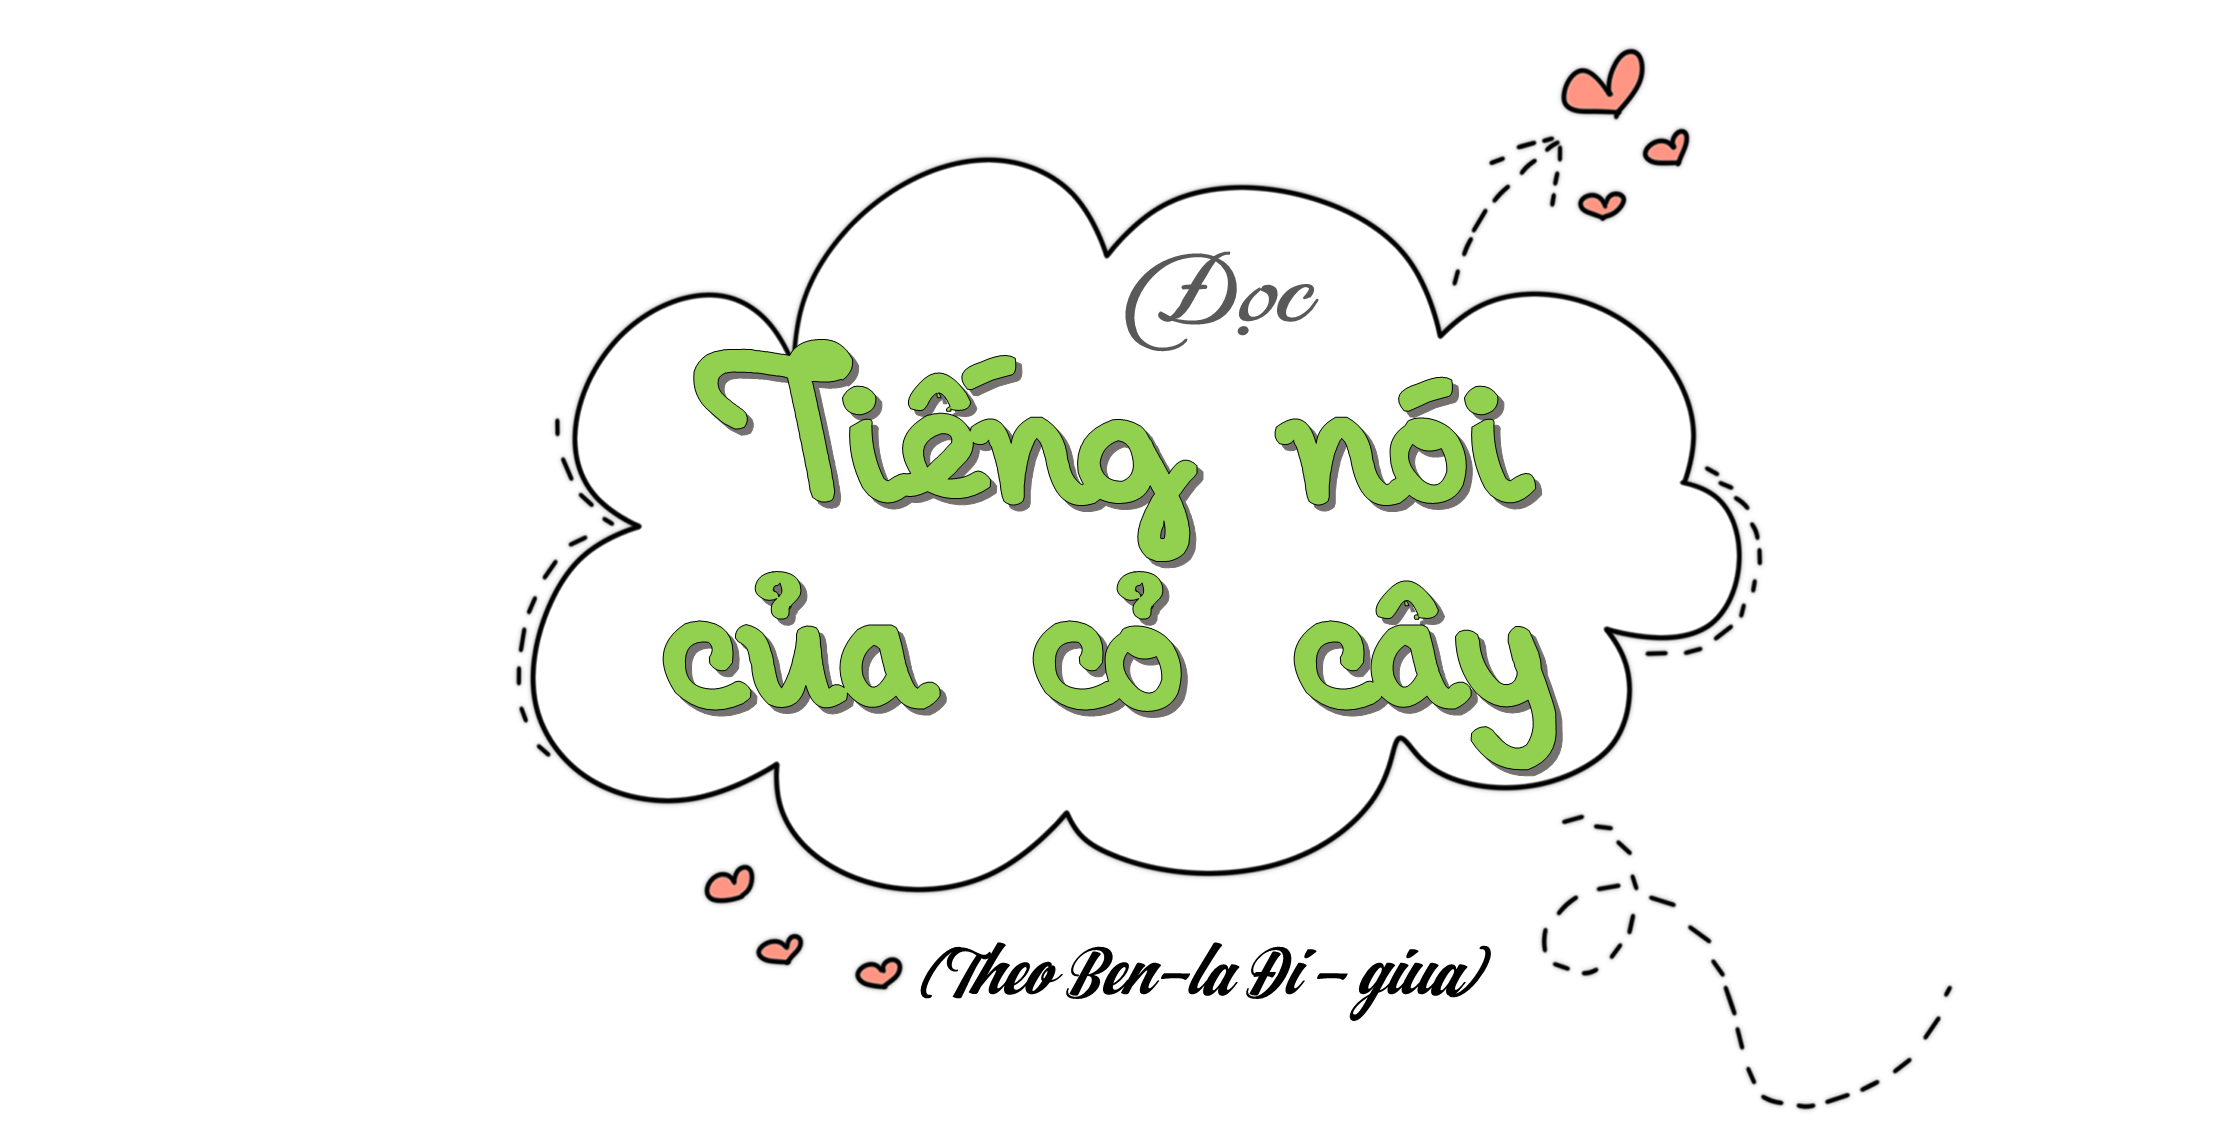 Đọc
Tiếng nói
của cỏ cây
(Theo Ben-la Đi - giua)